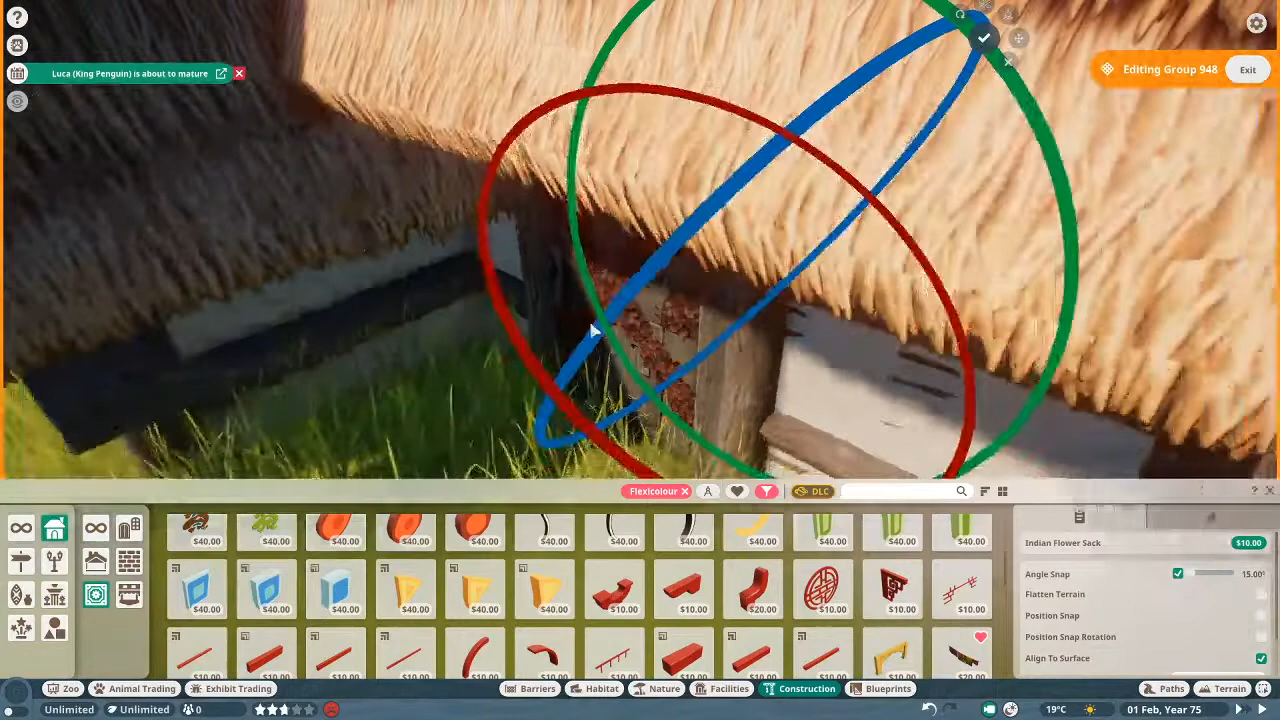 ?
Luca (King Penguin) is about to mature
Editing Group 948
Exit
Flexicolour
DLC
?
$40.00 $40.00 $40.00 $40.00 $40.00 $40.00 $40.00 $40.00 $40.00 $40.00 $40.00 $40.00
$40.00 $40.00 $40.00 $40.00 $40.00 $40.00 $10.00 $10.00 $20.00 $10.00 $10.00 $10.00
Indian Flower Sack
$10.00
Angle Snap
15.00°
Flatten Terrain
Position Snap
Position Snap Rotation
Align To Surface
Zoo
Animal Trading
Exhibit Trading
Barriers
Habitat
Nature
Facilities
Construction
Blueprints
Paths
Terrain
Unlimited
Unlimited
0
19°C
01 Feb, Year 75